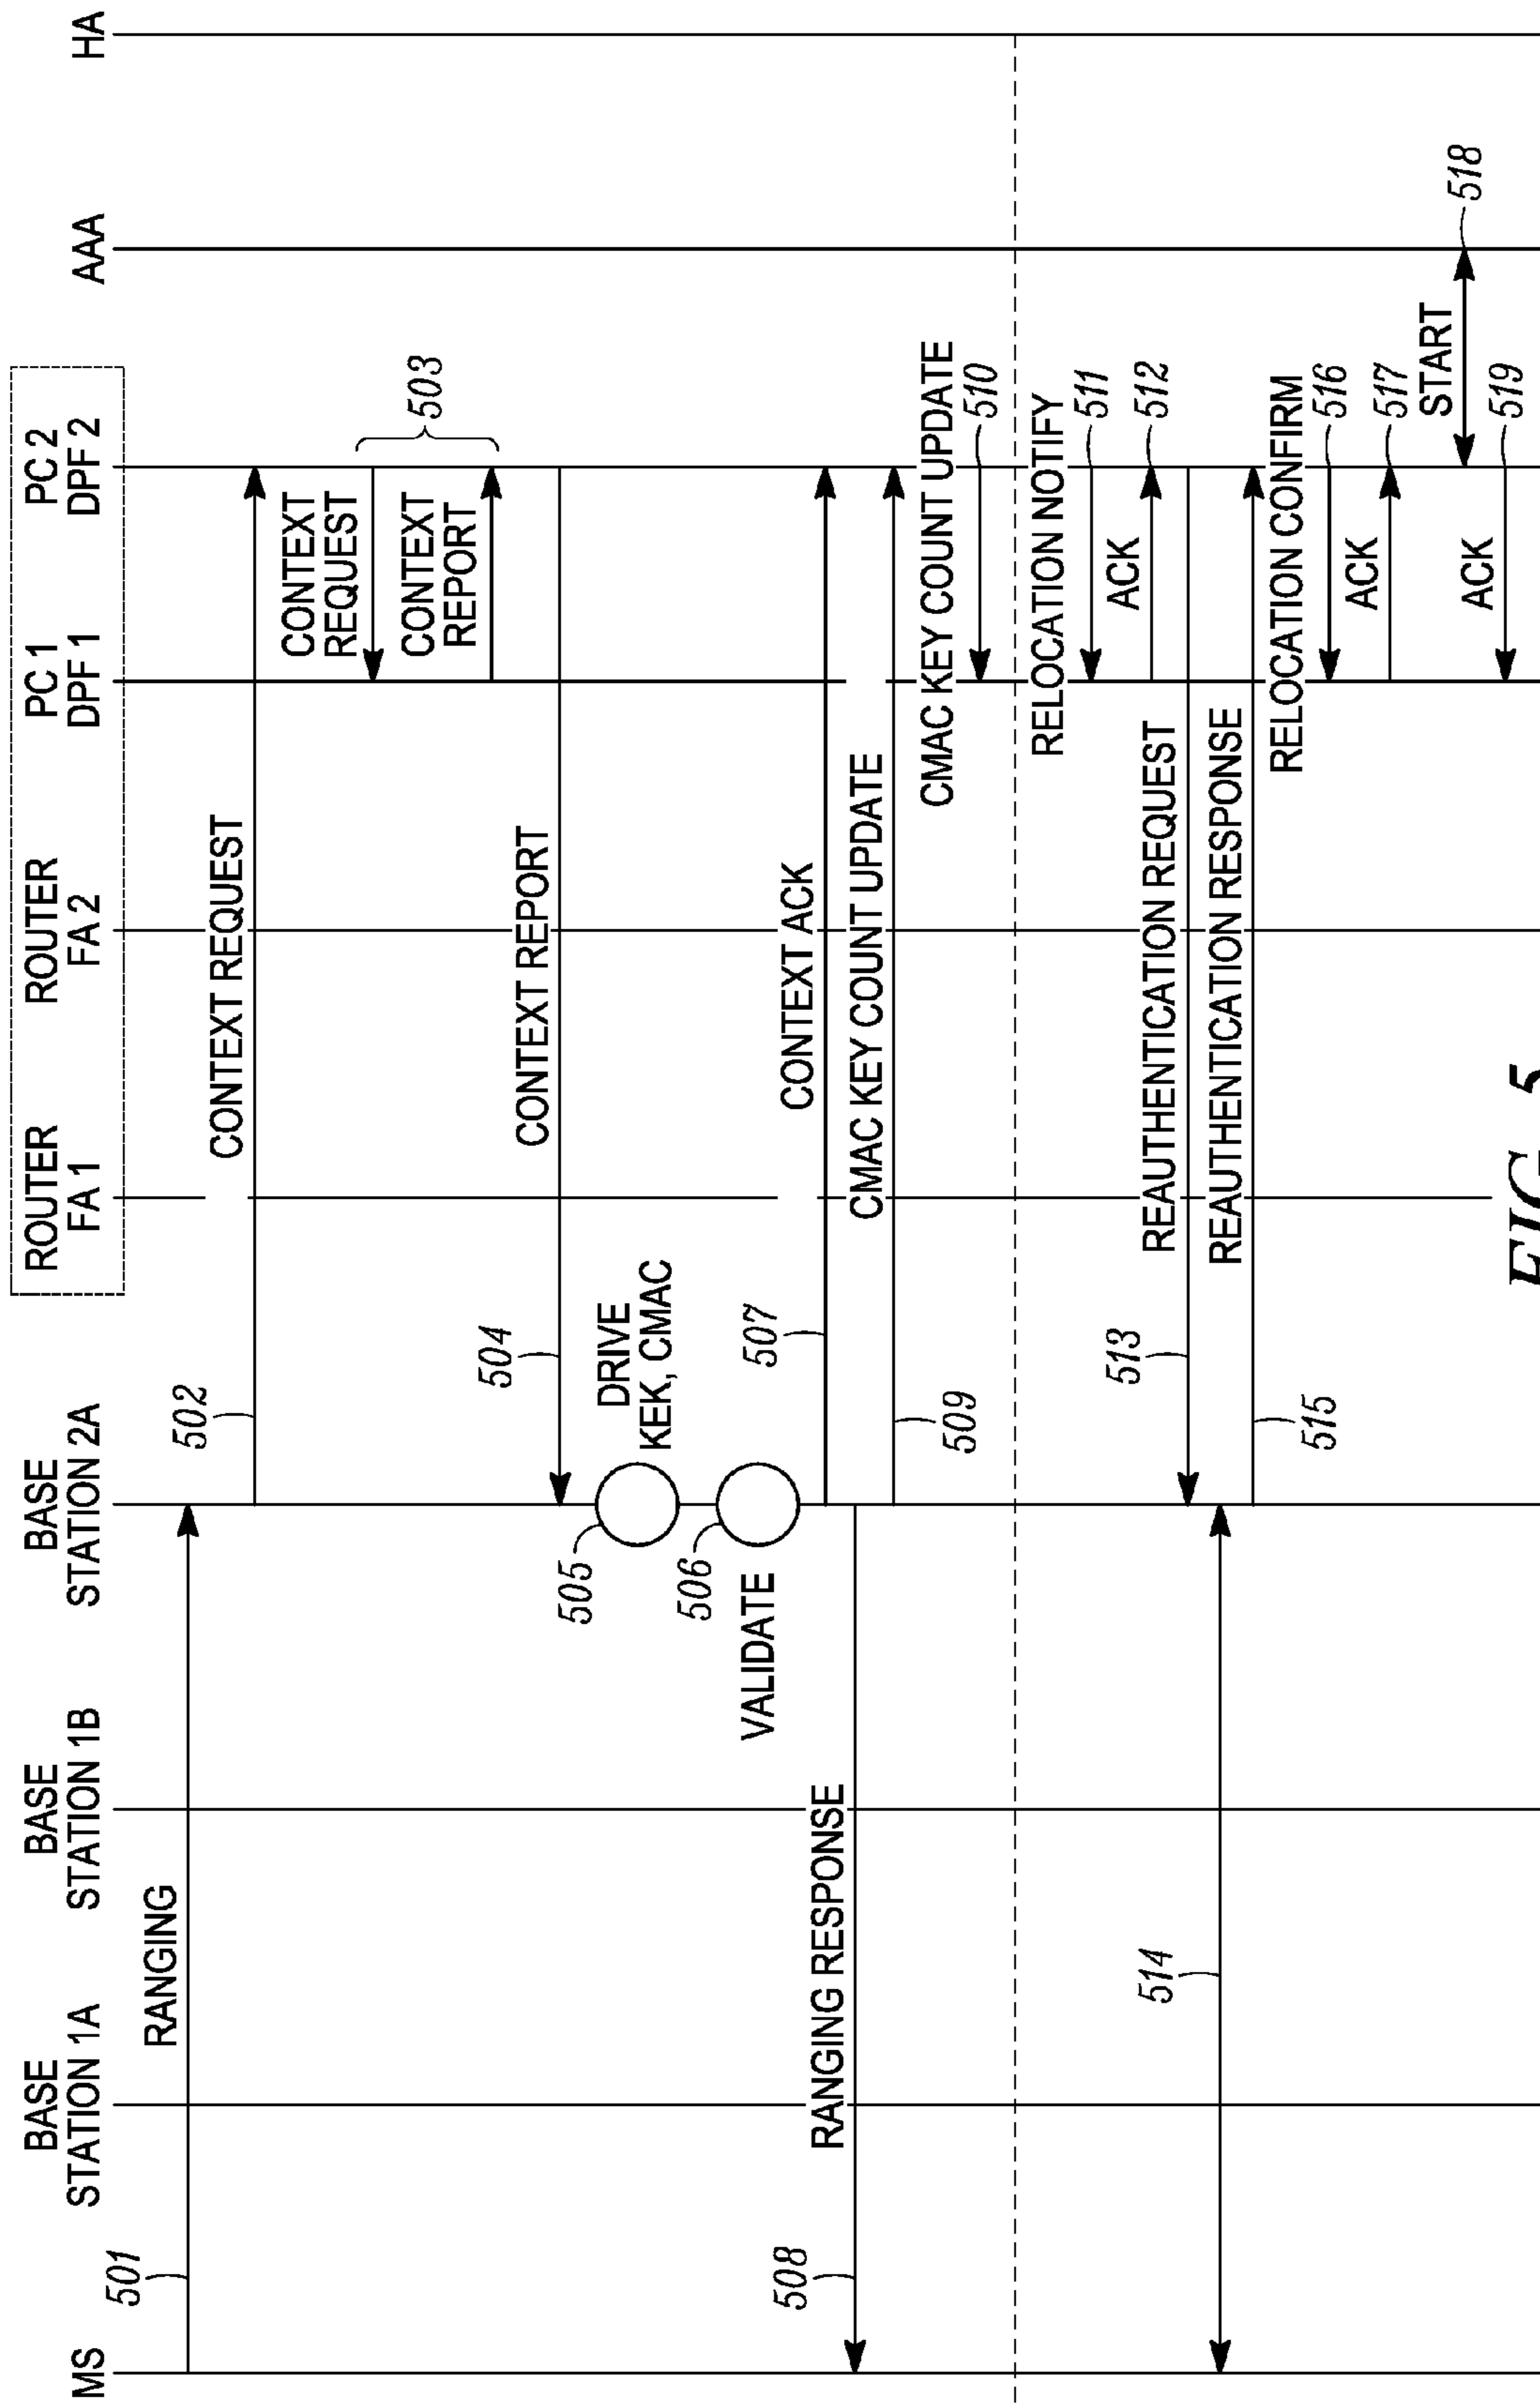 MS
BASE
STATION 1A
BASE
STATION 1B
BASE
STATION 2A
ROUTER
FA 1
ROUTER
FA 2
PC 1
DPF 1
PC 2
DPF 2
AAA
HA
501
RANGING
502
CONTEXT REQUEST
CONTEXT
REQUEST
CONTEXT
REPORT
503
504
CONTEXT REPORT
505
DRIVE
KEK, CMAC
506
VALIDATE
507
CONTEXT ACK
508
RANGING RESPONSE
509
CMAC KEY COUNT UPDATE
CMAC KEY COUNT UPDATE
510
RELOCATION NOTIFY
511
ACK
512
513
REAUTHENTICATION REQUEST
514
REAUTHENTICATION RESPONSE
515
RELOCATION CONFIRM
516
ACK
517
START
518
ACK
519
FIG. 5